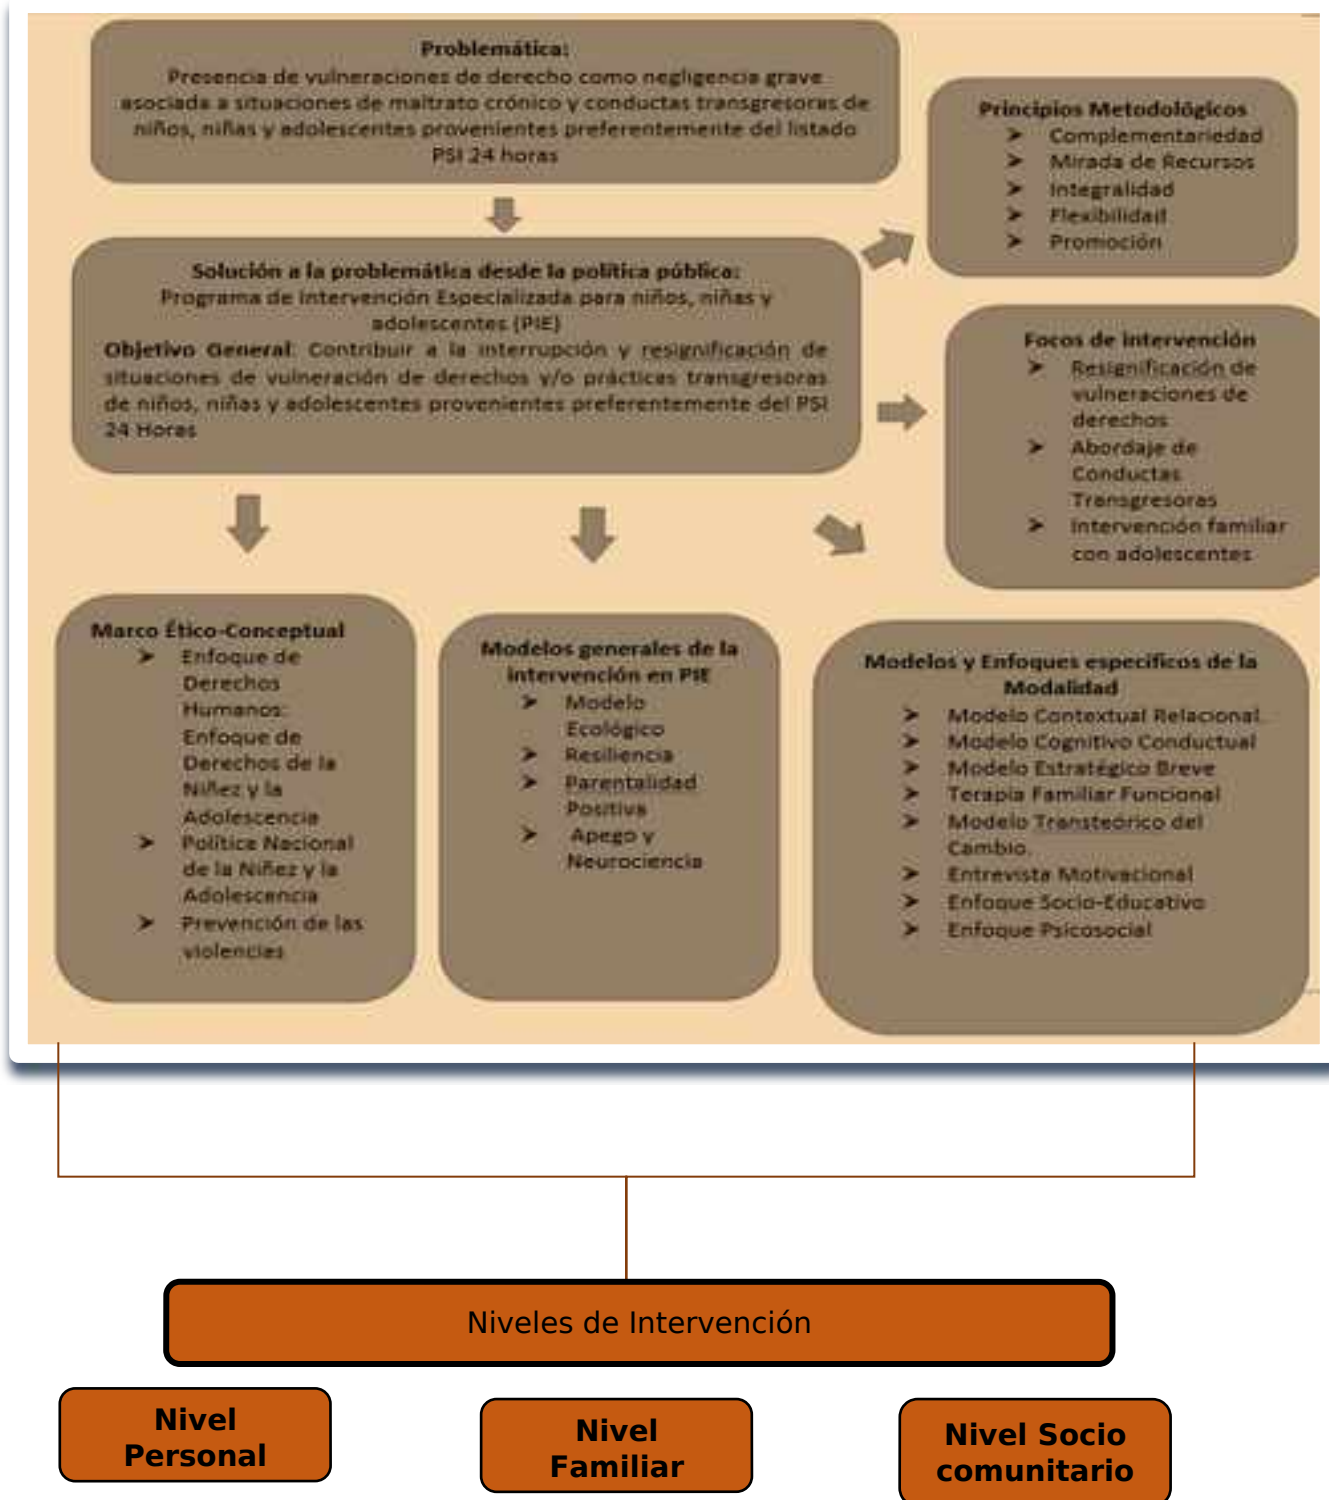 Problemática:
Presencia de vulneraciones de derecho como negligencia grave
asociada a situaciones de maltrato crónico y conductas transgresoras de
niños, niñas y adolescentes provenientes preferentemente del listado
PSI 24 horas
Principios Metodológicos
➤ Complementariedad
➤ Mirada de Recursos
➤ Integralidad
➤ Flexibilidad
➤ Promoción
Solución a la problemática desde la política pública:
Programa de Intervención Especializada para niños, niñas y
adolescentes (PIE)
Objetivo General: Contribuir a la interrupción y resignificación de
situaciones de vulneración de derechos y/o prácticas transgresoras
de niños, niñas y adolescentes provenientes preferentemente del PSI
24 Horas
Focos de intervención
➤ Resignificación de
vulneraciones de
derechos
➤ Abordaje de
Conductas
Transgresoras
➤ Intervención familiar
con adolescentes
Marco Ético-Conceptual
➤ Enfoque de
Derechos
Humanos:
Enfoque de
Derechos de la
Niñez y la
Adolescencia
➤ Política Nacional
de la Niñez y la
Adolescencia
➤ Prevención de las
violencias
Modelos generales de la
intervención en PIE
➤ Modelo
Ecológico
➤ Resiliencia
➤ Parentalidad
Positiva
➤ Apego y
Neurociencia
Modelos y Enfoques específicos de la
Modalidad
➤ Modelo Contextual Relacional.
➤ Modelo Cognitivo Conductual
➤ Modelo Estratégico Breve
➤ Terapia Familiar Funcional
➤ Modelo Transteórico del
Cambio.
➤ Entrevista Motivacional
➤ Enfoque Socio-Educativo
➤ Enfoque Psicosocial
Niveles de Intervención
Nivel
Personal
Nivel
Familiar
Nivel Socio
comunitario